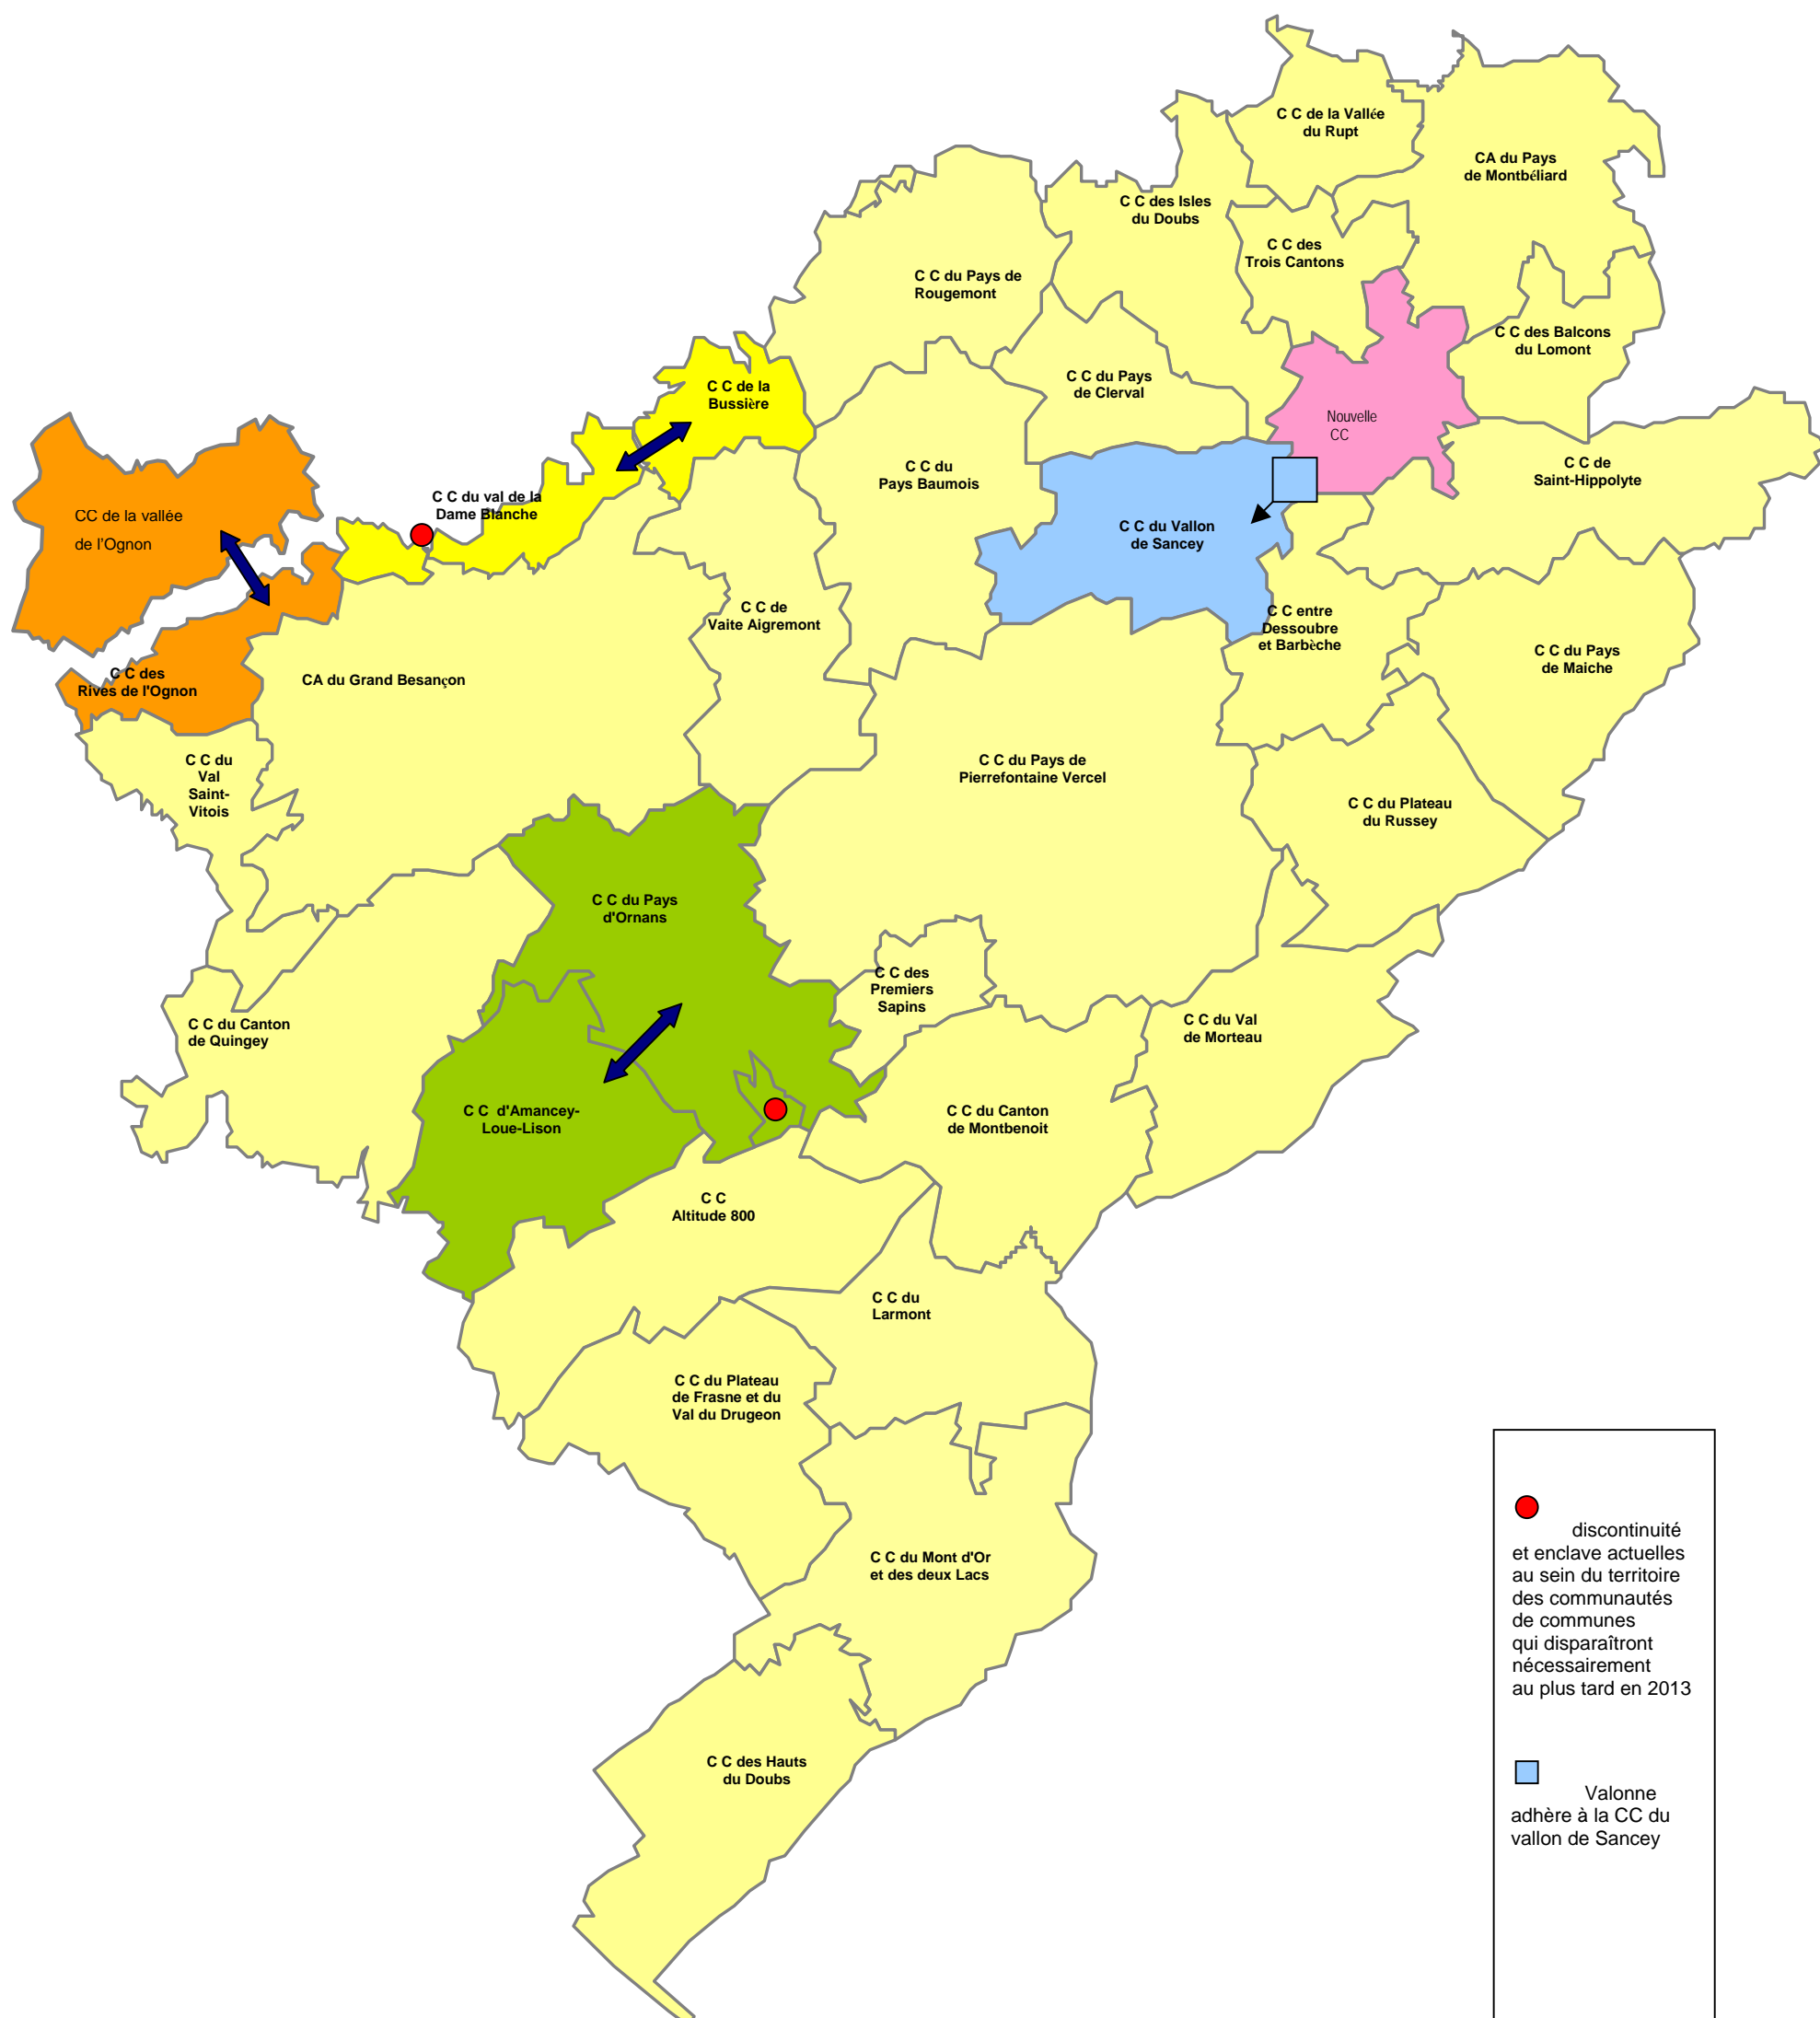 C C de la Vallée
du Rupt
CA du Pays
de Montbéliard
C C des Isles
du Doubs
C C des
Trois Cantons
C C du Pays de
Rougemont
C C des Balcons
du Lomont
C C de la
Bussière
C C du Pays
de Clerval
Nouvelle
CC
C C du
Pays Baumois
C C de
Saint-Hippolyte
C C du val de la
Dame Blanche
CC de la vallée
de l'Ognon
C C du Vallon
de Sancey
C C de
Vaite Aigremont
C C entre
Dessoubre
et Barbèche
C C du Pays
de Maiche
C C des
Rives de l'Ognon
CA du Grand Besançon
C C du
Val
Saint-
Vitois
C C du Pays de
Pierrefontaine Vercel
C C du Plateau
du Russey
C C du Pays
d'Ornans
C C des
Premiers
Sapins
C C du Canton
de Quingey
C C du Val
de Morteau
C C d'Amancey-
Loue-Lison
C C du Canton
de Montbenoit
C C
Altitude 800
C C du
Larmont
C C du Plateau
de Frasne et du
Val du Drugeon
C C du Mont d'Or
et des deux Lacs
C C des Hauts
du Doubs
discontinuité
et enclave actuelles
au sein du territoire
des communautés
de communes
qui disparaîtront
nécessairement
au plus tard en 2013
Valonne
adhère à la CC du
vallon de Sancey